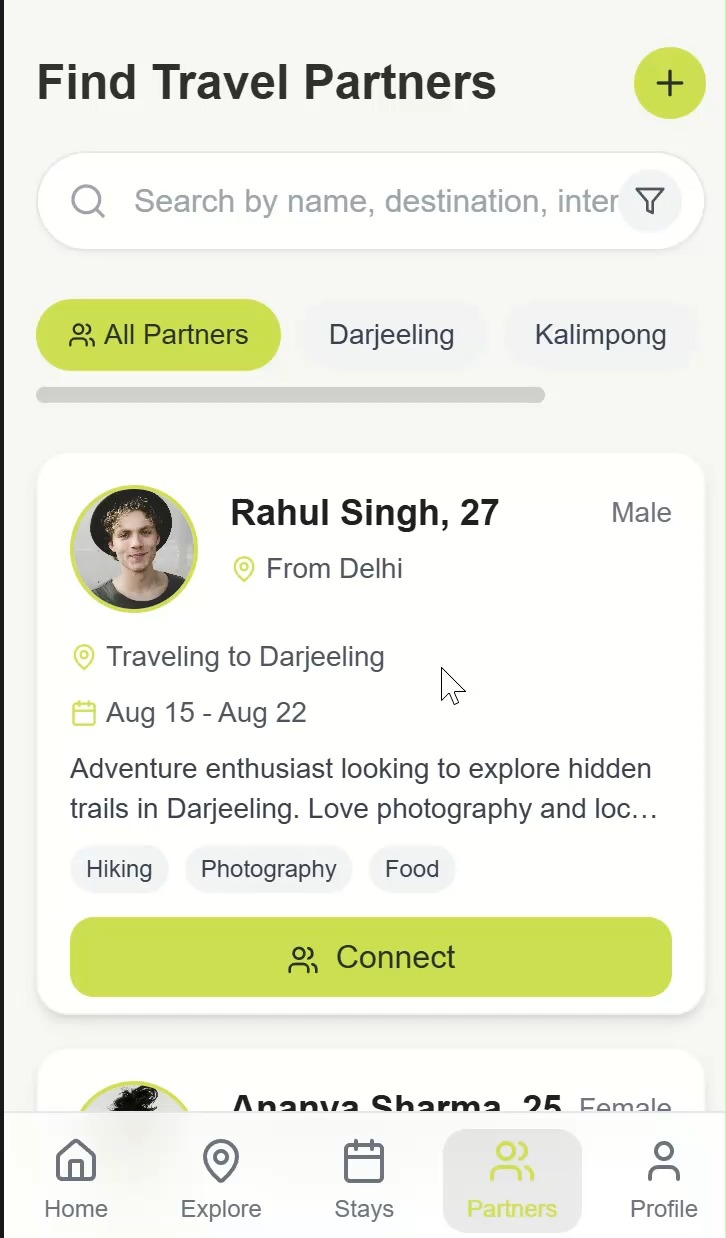 Find Travel Partners
Search by name, destination, inter
All Partners
Darjeeling
Kalimpong
Rahul Singh, 27
Male
From Delhi
Traveling to Darjeeling
Aug 15 - Aug 22
Adventure enthusiast looking to explore hidden
trails in Darjeeling. Love photography and loc…
Hiking
Photography
Food
Connect
Ananya Sharma, 25
Female
Home
Explore
Stays
Partners
Profile